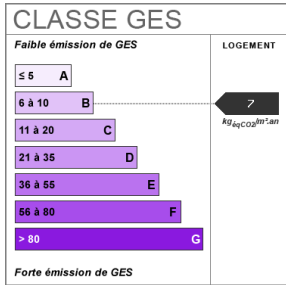 CLASSE GES
Faible émission de GES
LOGEMENT
≤ 5 A
6 à 10 B
7
kgéqCO2/m².an
11 à 20 C
21 à 35 D
36 à 55 E
56 à 80 F
> 80 G
Forte émission de GES